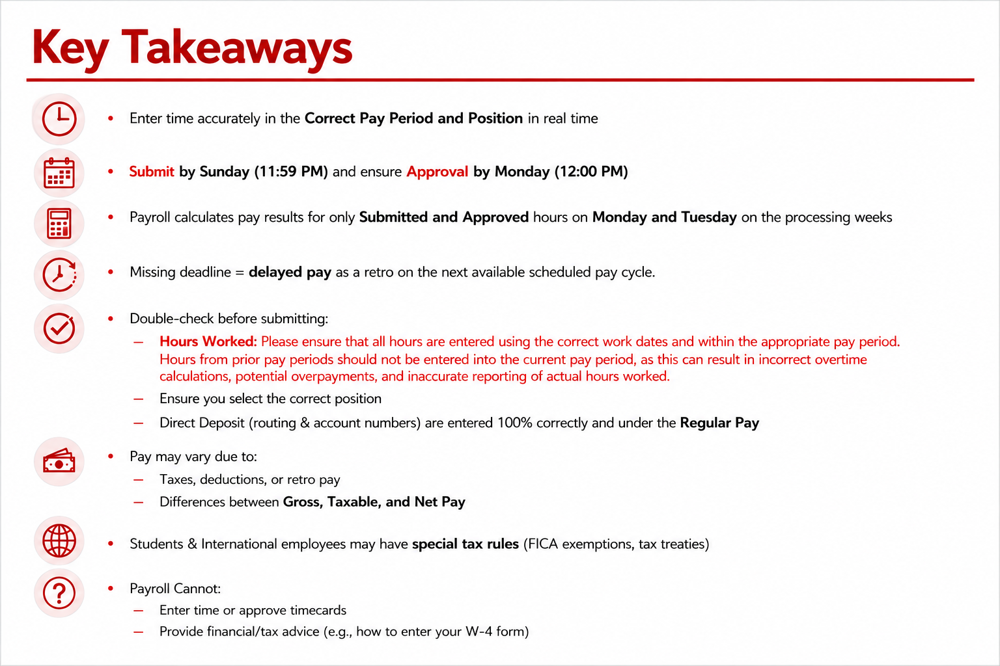 Key Takeaways
• Enter time accurately in the Correct Pay Period and Position in real time
• Submit by Sunday (11:59 PM) and ensure Approval by Monday (12:00 PM)
• Payroll calculates pay results for only Submitted and Approved hours on Monday and Tuesday on the processing weeks
• Missing deadline = delayed pay as a retro on the next available scheduled pay cycle.
• Double-check before submitting:
– Hours Worked: Please ensure that all hours are entered using the correct work dates and within the appropriate pay period.
Hours from prior pay periods should not be entered into the current pay period, as this can result in incorrect overtime
calculations, potential overpayments, and inaccurate reporting of actual hours worked.
– Ensure you select the correct position
– Direct Deposit (routing & account numbers) are entered 100% correctly and under the Regular Pay
• Pay may vary due to:
– Taxes, deductions, or retro pay
– Differences between Gross, Taxable, and Net Pay
• Students & International employees may have special tax rules (FICA exemptions, tax treaties)
• Payroll Cannot:
– Enter time or approve timecards
– Provide financial/tax advice (e.g., how to enter your W-4 form)